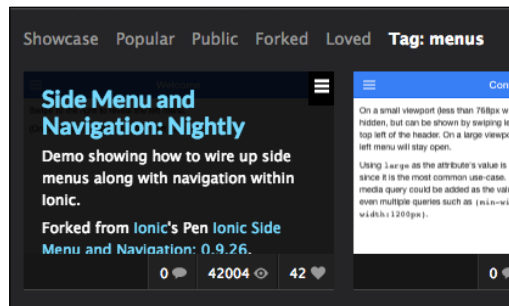 Showcase Popular Public Forked Loved Tag: menus
Side Menu and
Navigation: Nightly
Demo showing how to wire up side
menus along with navigation within
Ionic.
Forked from Ionic's Pen Ionic Side
Menu and Navigation: 0.9.26.
0 42004 42
On a small viewport (less than 768px
hidden, but can be shown by swiping
top left of the header. On a large
left menu will stay open.
Using large as the attribute's value is
since it is the most common use-case.
media query could be added as the
even multiple queries such as
width:1200px).
0